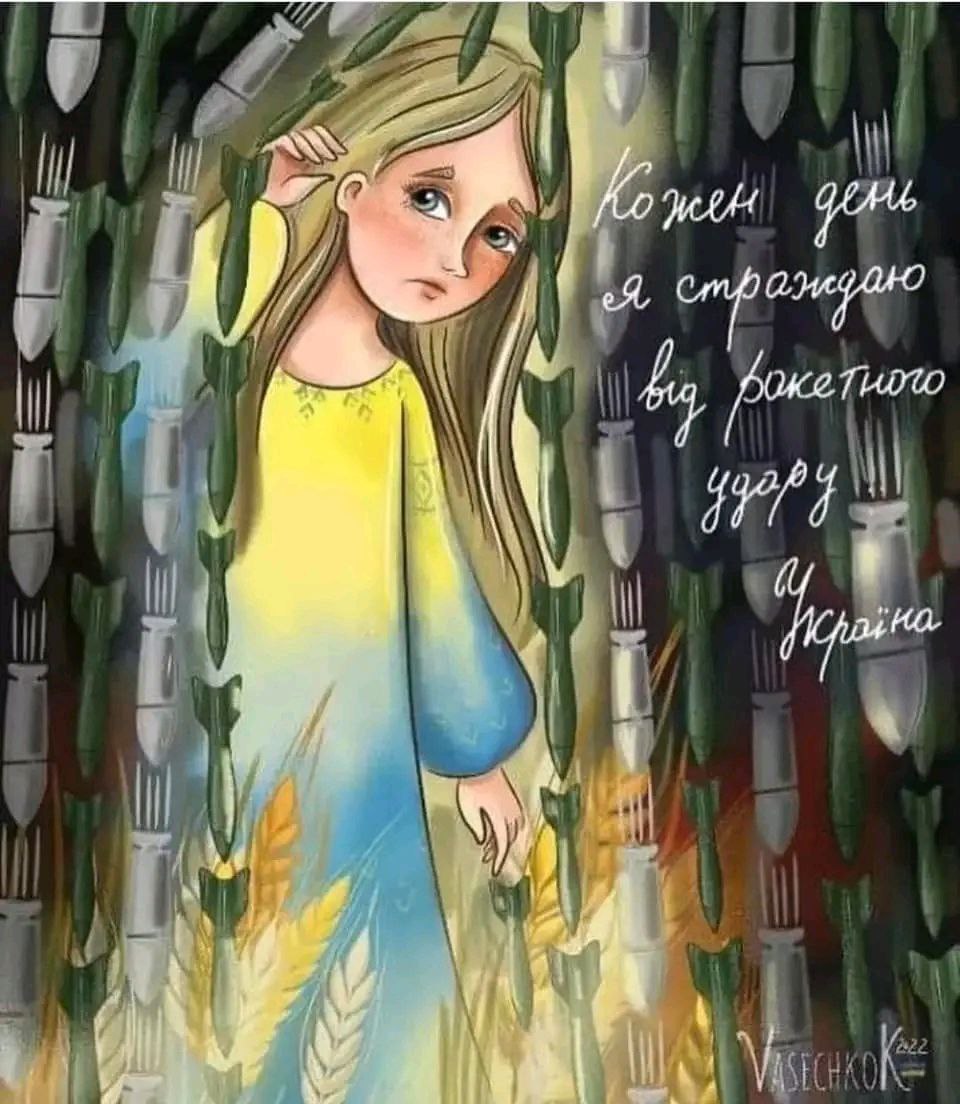 Кожен день
я страждаю
від ракетного
удару
Україна
VASECHKOK 2022